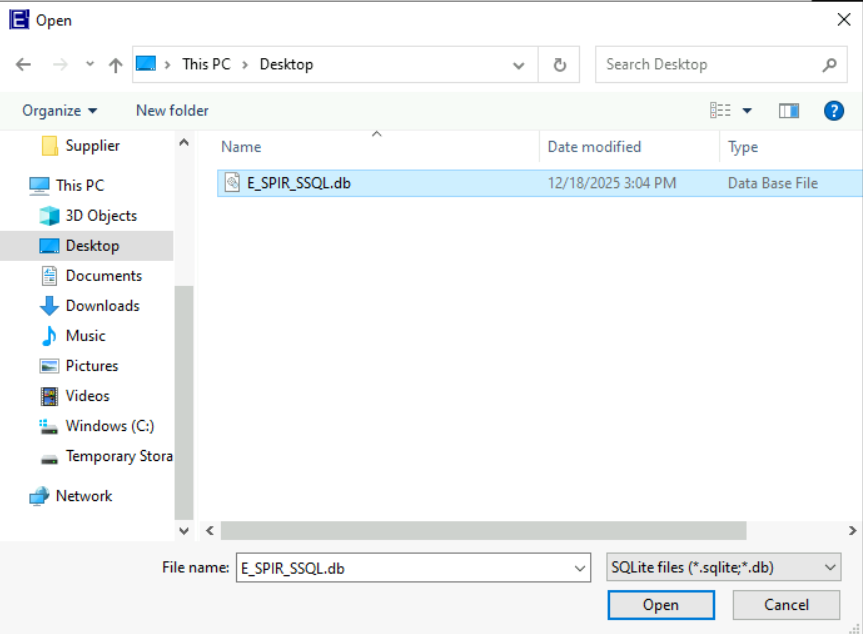 Open
This PC > Desktop
Search Desktop
Organize
New folder
Name
Date modified
Type
E_SPIR_SSQL.db
12/18/2025 3:04 PM
Data Base File
Supplier
This PC
3D Objects
Desktop
Documents
Downloads
Music
Pictures
Videos
Windows (C:)
Temporary Stora
Network
File name: E_SPIR_SSQL.db
SQLite files (*.sqlite;*.db)
Open
Cancel